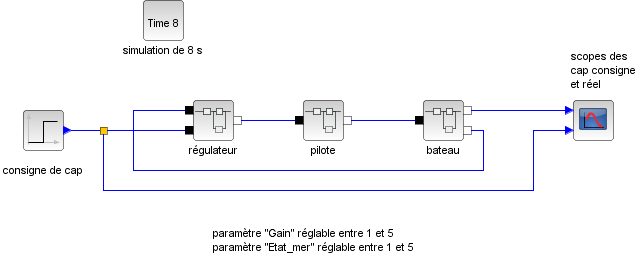 Time 8
simulation de 8 s
scopes des
cap consigne
et réel
consigne de cap
régulateur
pilote
bateau
paramètre "Gain" réglable entre 1 et 5
paramètre "Etat_mer" réglable entre 1 et 5